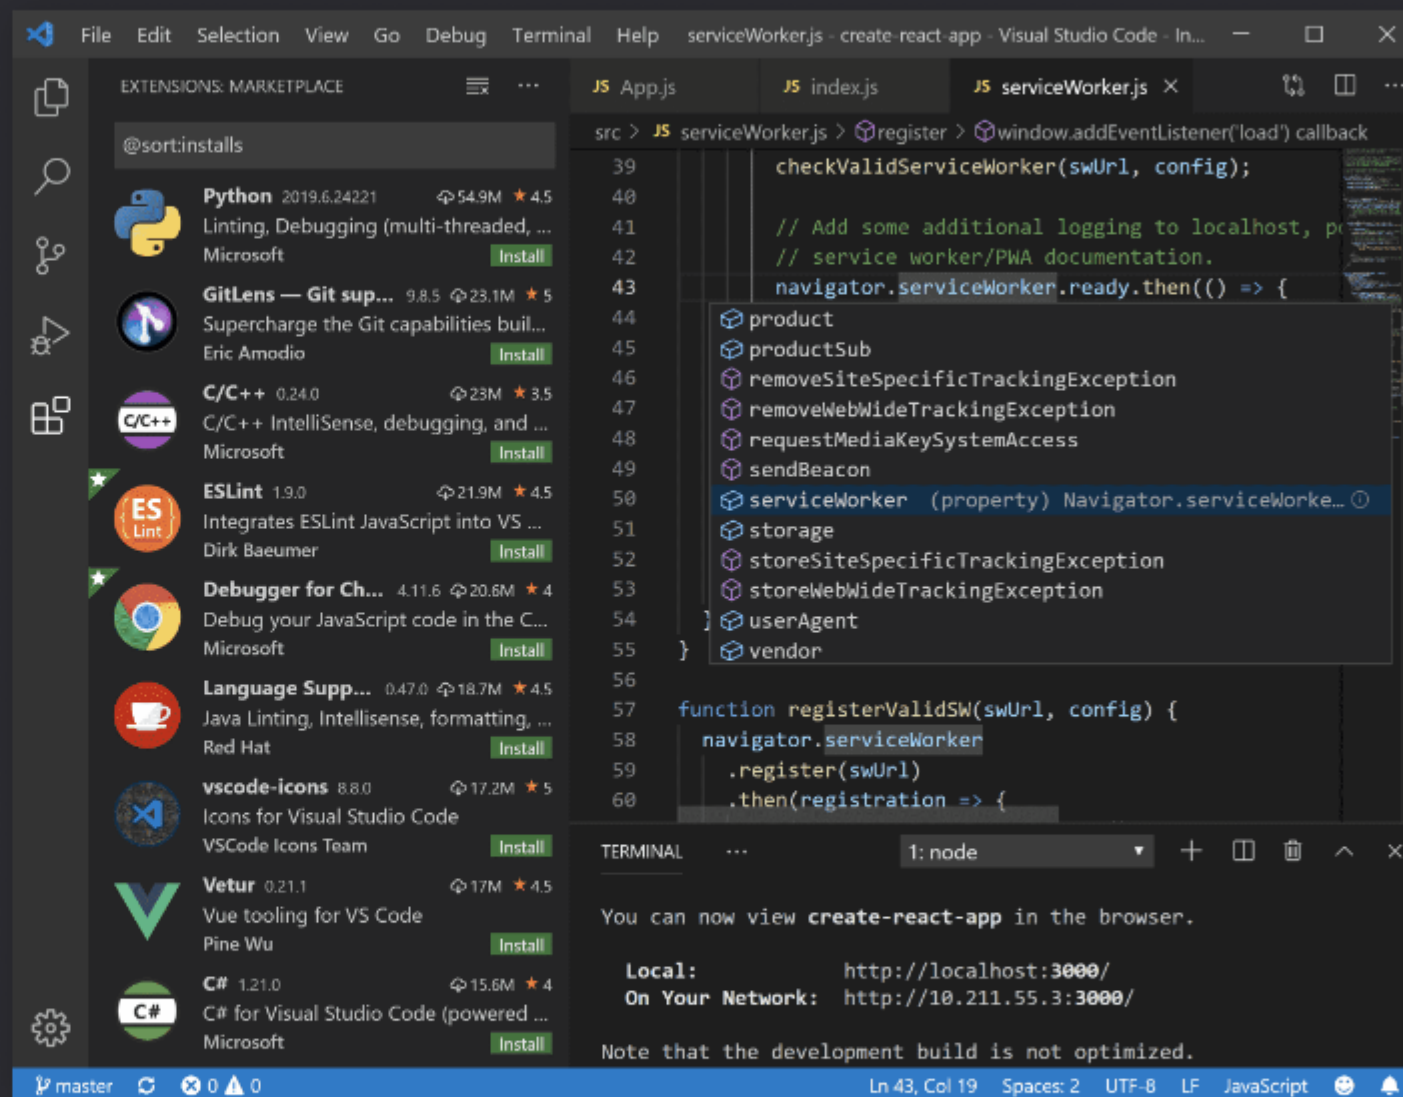 File Edit Selection View Go Debug Terminal Help serviceWorker.js - create-react-app - Visual Studio Code - In...
EXTENSIONS: MARKETPLACE
@sort:installs
Python 2019.6.24221 54.9M 4.5
Linting, Debugging (multi-threaded, ...
Microsoft Install
GitLens — Git sup... 9.8.5 23.1M 5
Supercharge the Git capabilities buil...
Eric Amodio Install
C/C++
C/C++ 0.24.0 23M 3.5
C/C++ IntelliSense, debugging, and ...
Microsoft Install
ES
Lint
ESLint 1.9.0 21.9M 4.5
Integrates ESLint JavaScript into VS ...
Dirk Baeumer Install
Debugger for Ch... 4.11.6 20.6M 4
Debug your JavaScript code in the C...
Microsoft Install
Language Supp... 0.47.0 18.7M 4.5
Java Linting, Intellisense, formatting, ...
Red Hat Install
vscode-icons 8.8.0 17.2M 5
Icons for Visual Studio Code
VSCode Icons Team Install
Vetur 0.21.1 17M 4.5
Vue tooling for VS Code
Pine Wu Install
C#
C# 1.21.0 15.6M 4
C# for Visual Studio Code (powered ...
Microsoft Install
JS App.js JS index.js JS serviceWorker.js
src > JS serviceWorker.js > register > window.addEventListener('load') callback
39 checkValidServiceWorker(swUrl, config);
40
41 // Add some additional logging to localhost, po
42 // service worker/PWA documentation.
43 navigator.serviceWorker.ready.then(() => {
44 product
45 productSub
46 removeSiteSpecificTrackingException
47 removeWebWideTrackingException
48 requestMediaKeySystemAccess
49 sendBeacon
50 serviceWorker (property) Navigator.serviceWorke...
51 storage
52 storeSiteSpecificTrackingException
53 storeWebWideTrackingException
54 } userAgent
55 } vendor
56
57 function registerValidSW(swUrl, config) {
58 navigator.serviceWorker
59 .register(swUrl)
60 .then(registration => {
TERMINAL ... 1: node
You can now view create-react-app in the browser.
Local: http://localhost:3000/
On Your Network: http://10.211.55.3:3000/
Note that the development build is not optimized.
master 0 0 Ln 43, Col 19 Spaces: 2 UTF-8 LF JavaScript